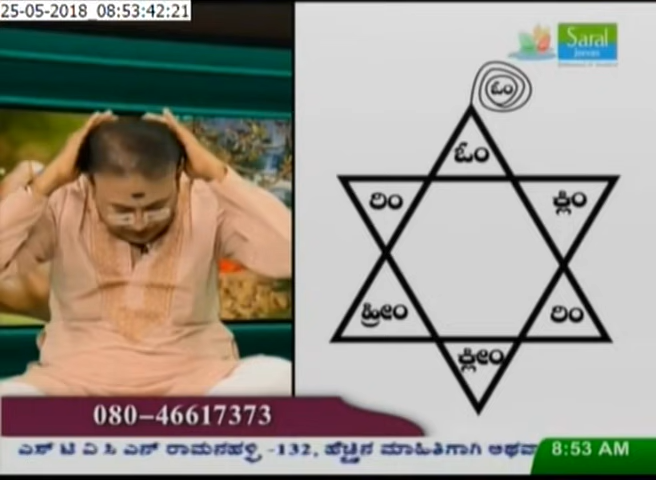 25-05-2018_08:53:42:21
Saral
Jeevan
ಓಂ
ಓಂ
ರಿಂ ಕ್ಲಿಂ
ಹ್ರೀಂ ರಿಂ
ಕ್ಲೀಂ
080-46617373
ಎಸ್ ಟಿ ವಿ ಸಿ ಎನ್ ರಾಮನಹಳ್ಳಿ -132, ಹೆಚ್ಚಿನ ಮಾಹಿತಿಗಾಗಿ ಅಥವಾ
8:53 AM